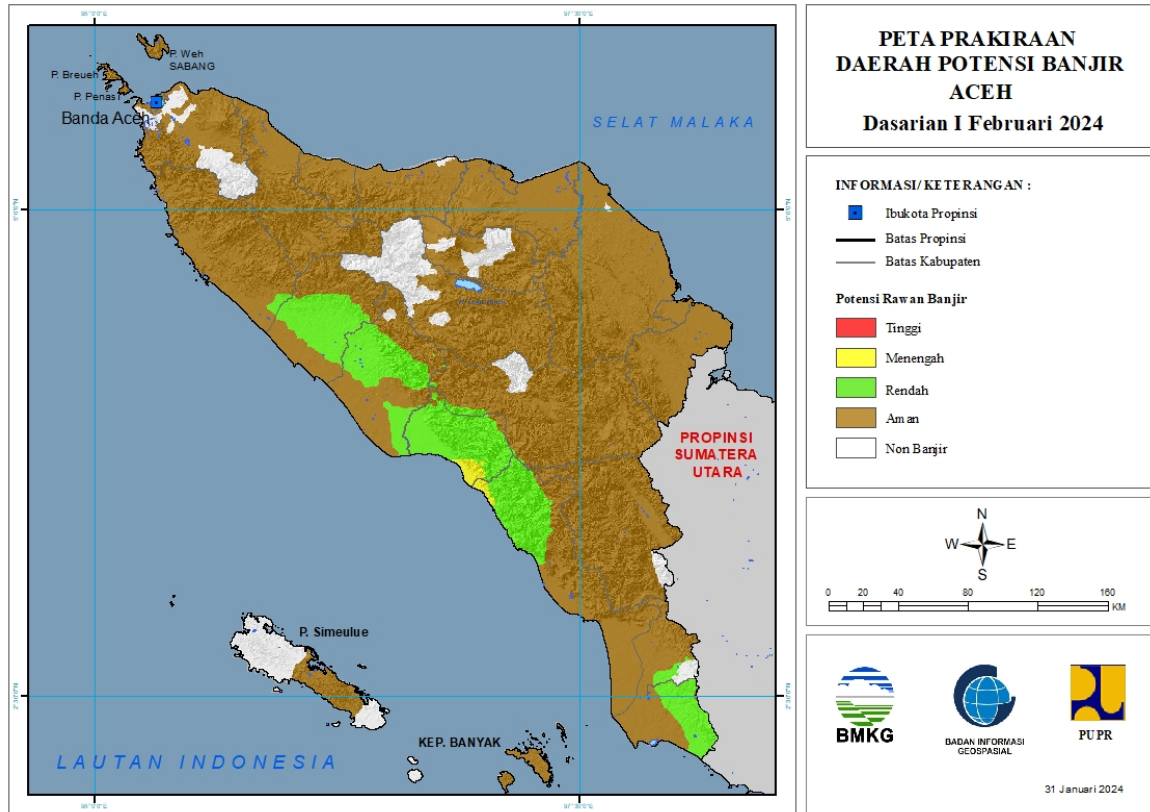 PETA PRAKIRAAN
DAERAH POTENSI BANJIR
ACEH
Dasarian I Februari 2024
INFORMASI/ KETERANGAN :
Ibukota Propinsi
Batas Propinsi
Batas Kabupaten
Potensi Rawan Banjir
Tinggi
Menengah
Rendah
Aman
Non Banjir
N
W E
S
0 20 40 80 120 160
KM
BMKG
BADAN INFORMASI
GEOSPASIAL
PUPR
31 Januari 2024
P. Weh
SABANG
P. Breueh
P. Penasi
Banda Aceh
SELAT MALAKA
PROPINSI
SUMATERA
UTARA
P. Simeulue
KEP. BANYAK
LAUTAN INDONESIA